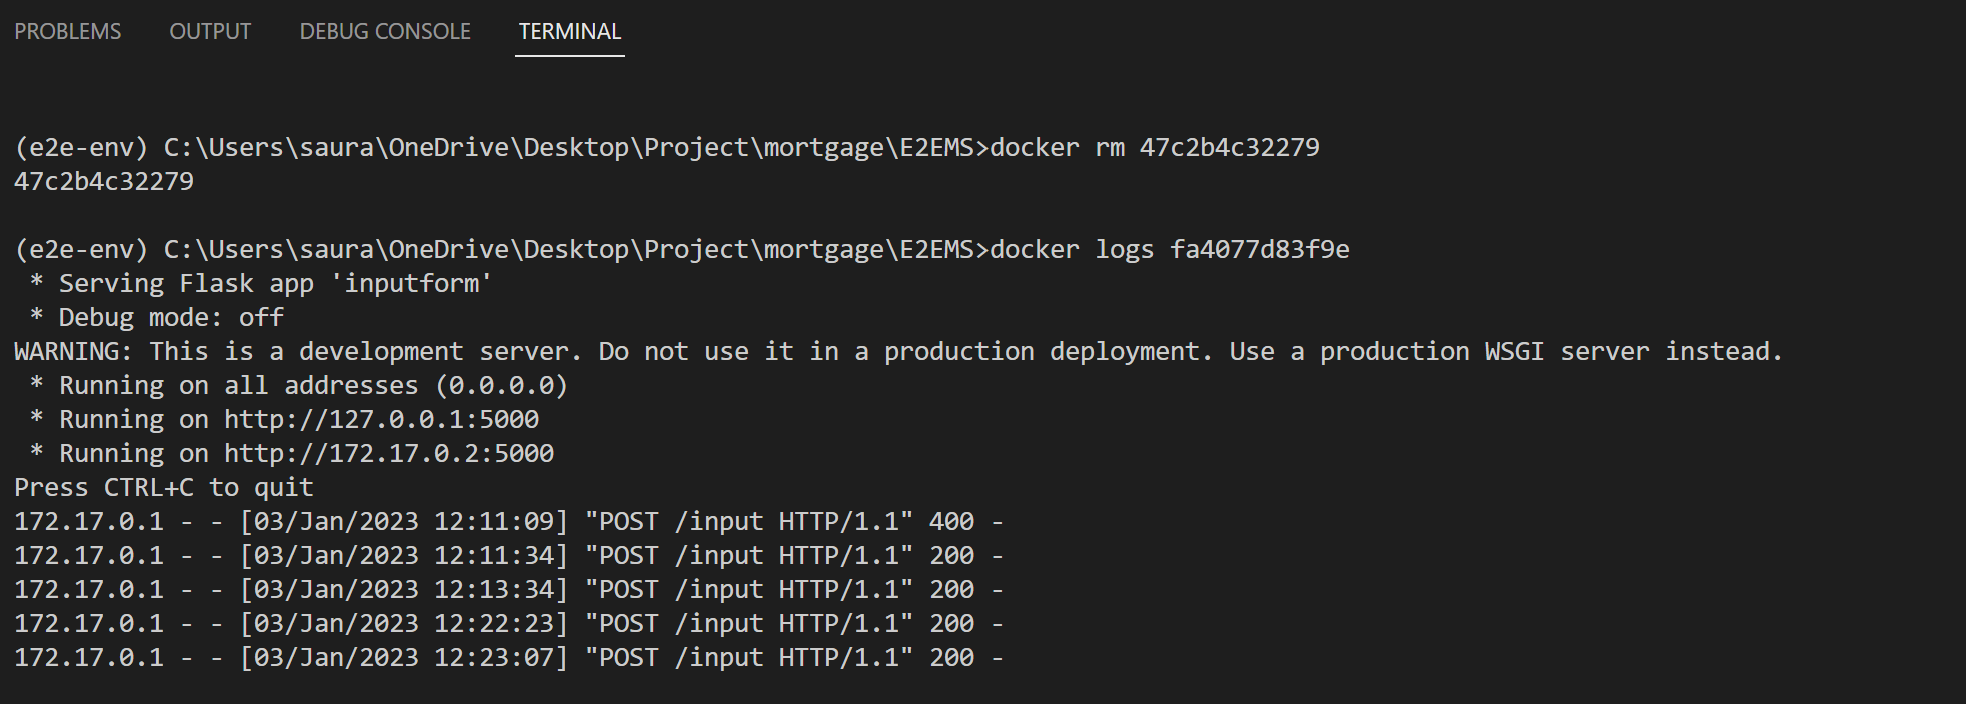 PROBLEMS OUTPUT DEBUG CONSOLE TERMINAL
(e2e-env) C:\Users\saura\OneDrive\Desktop\Project\mortgage\E2EMS>docker rm 47c2b4c32279
47c2b4c32279
(e2e-env) C:\Users\saura\OneDrive\Desktop\Project\mortgage\E2EMS>docker logs fa4077d83f9e
 * Serving Flask app 'inputform'
 * Debug mode: off
WARNING: This is a development server. Do not use it in a production deployment. Use a production WSGI server instead.
 * Running on all addresses (0.0.0.0)
 * Running on http://127.0.0.1:5000
 * Running on http://172.17.0.2:5000
Press CTRL+C to quit
172.17.0.1 - - [03/Jan/2023 12:11:09] "POST /input HTTP/1.1" 400 -
172.17.0.1 - - [03/Jan/2023 12:11:34] "POST /input HTTP/1.1" 200 -
172.17.0.1 - - [03/Jan/2023 12:13:34] "POST /input HTTP/1.1" 200 -
172.17.0.1 - - [03/Jan/2023 12:22:23] "POST /input HTTP/1.1" 200 -
172.17.0.1 - - [03/Jan/2023 12:23:07] "POST /input HTTP/1.1" 200 -